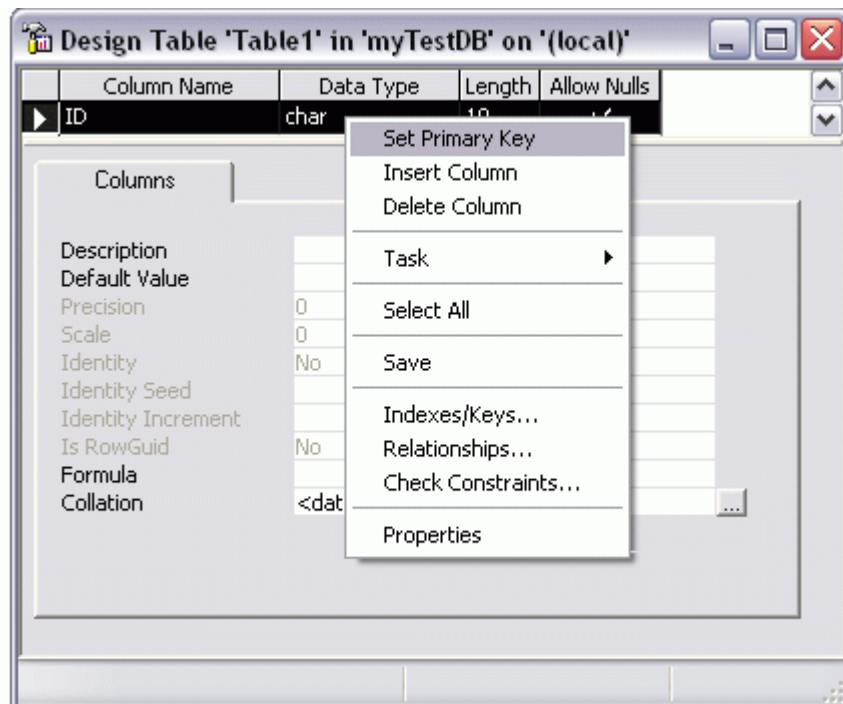 Design Table 'Table1' in 'myTestDB' on '(local)'
Column Name Data Type Length Allow Nulls
ID char 10
Set Primary Key
Insert Column
Delete Column
Task
Select All
Save
Indexes/Keys...
Relationships...
Check Constraints...
Properties
Columns
Description
Default Value
Precision 0
Scale 0
Identity No
Identity Seed
Identity Increment
Is RowGuid No
Formula
Collation <dat
...